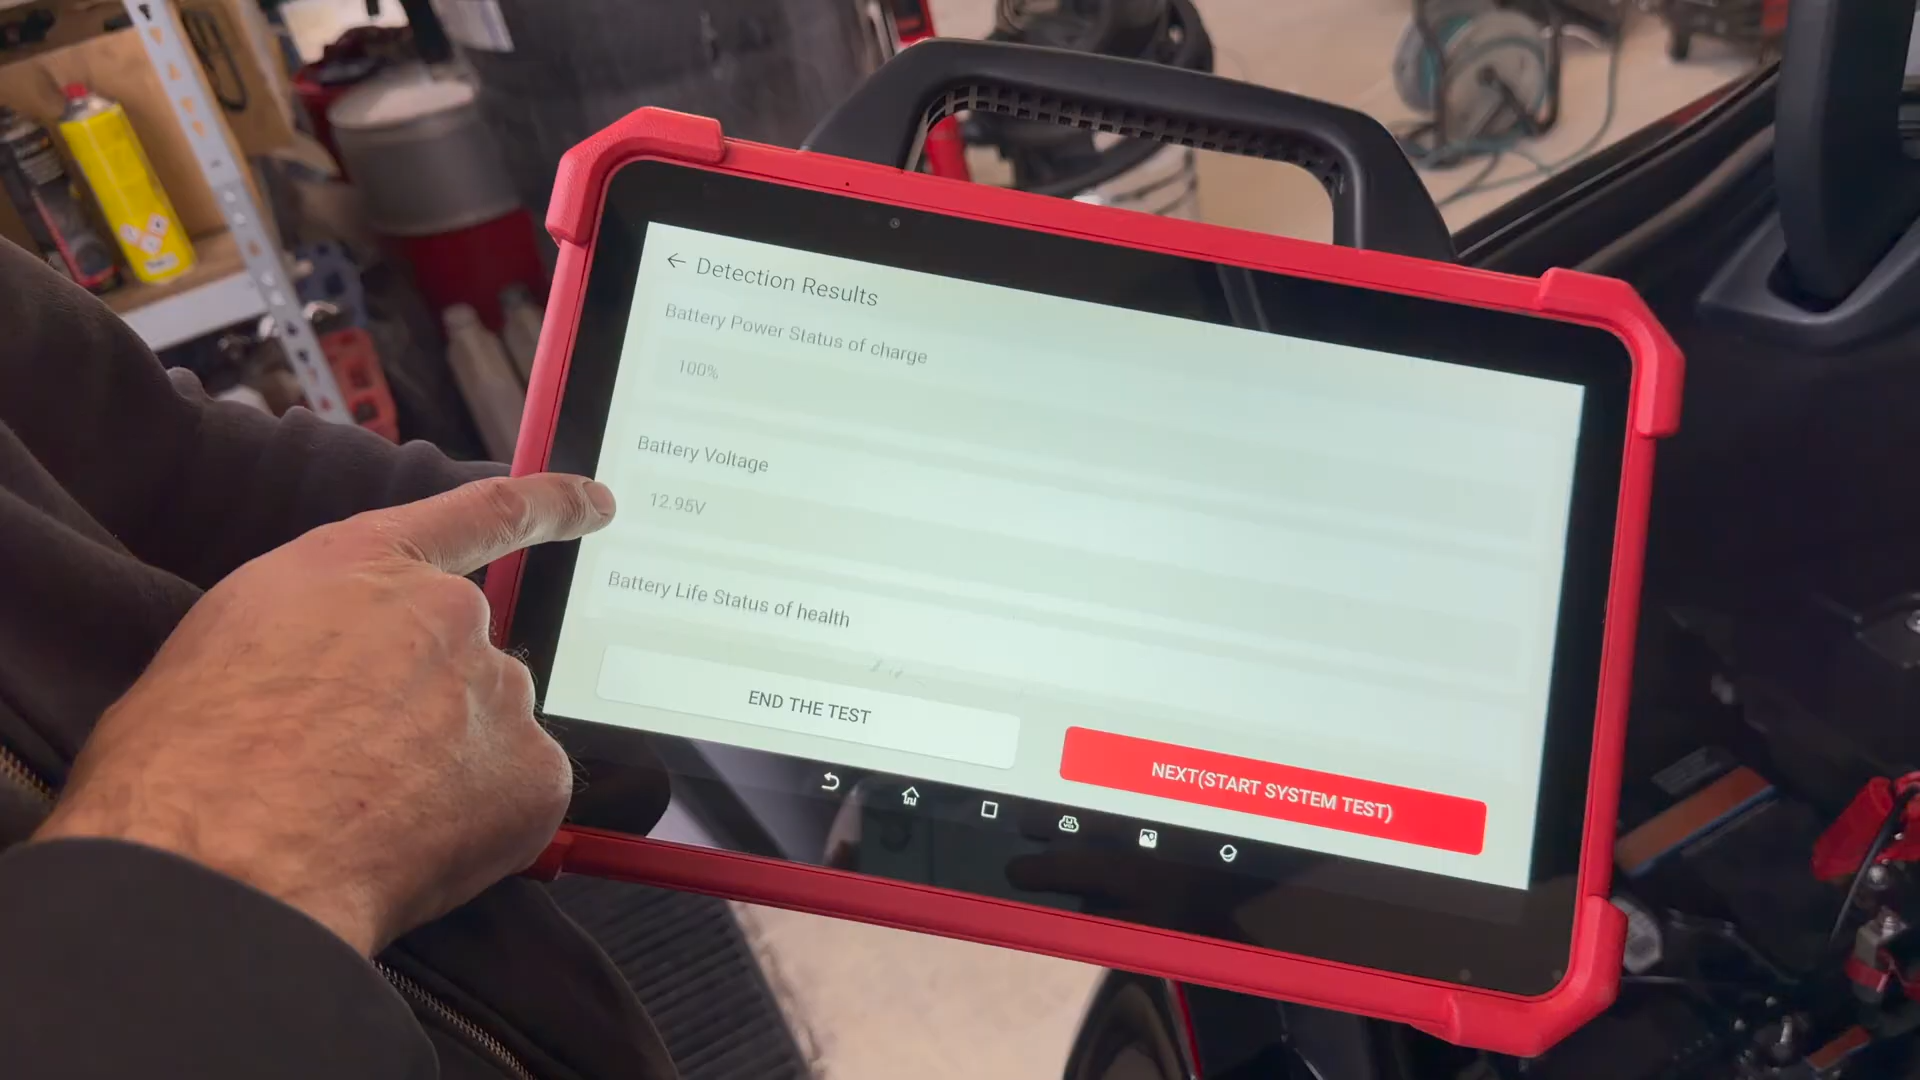 ← Detection Results
Battery Power Status of charge
100%
Battery Voltage
12.95V
Battery Life Status of health
END THE TEST
NEXT(START SYSTEM TEST)